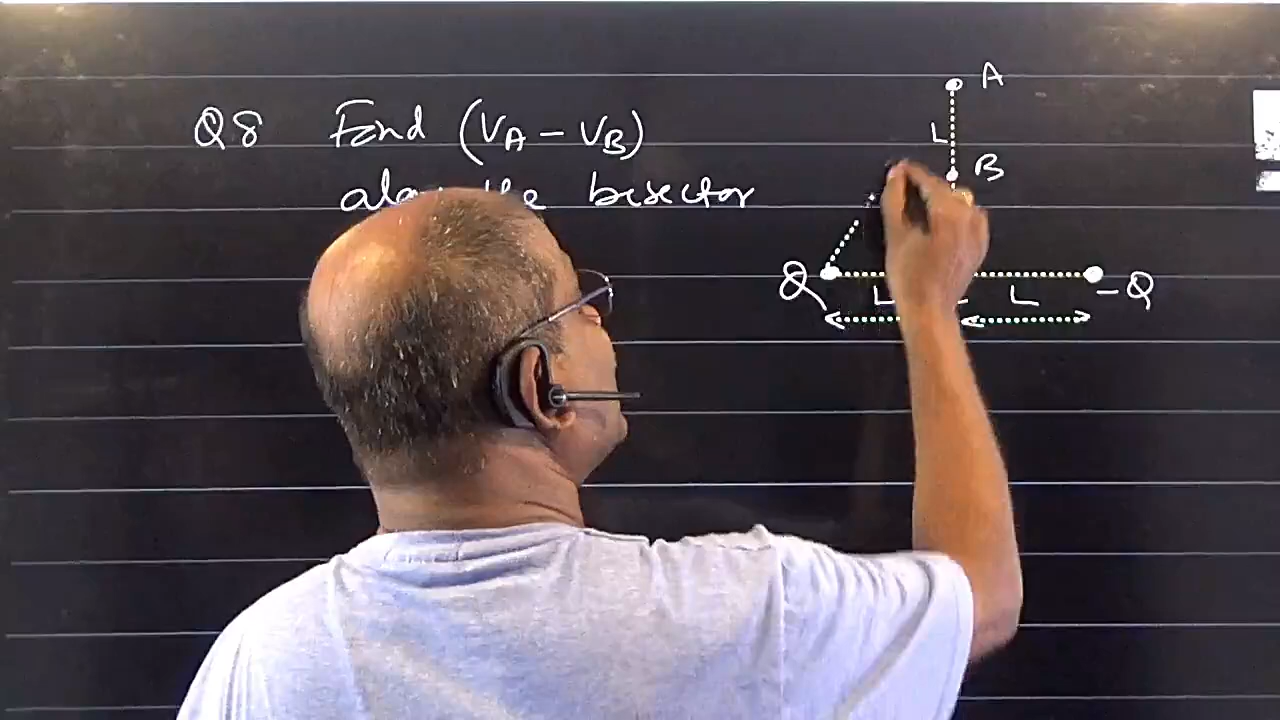 Q8 Find (VA – VB)
the bisector
A
L
B
Q
– Q
L
L